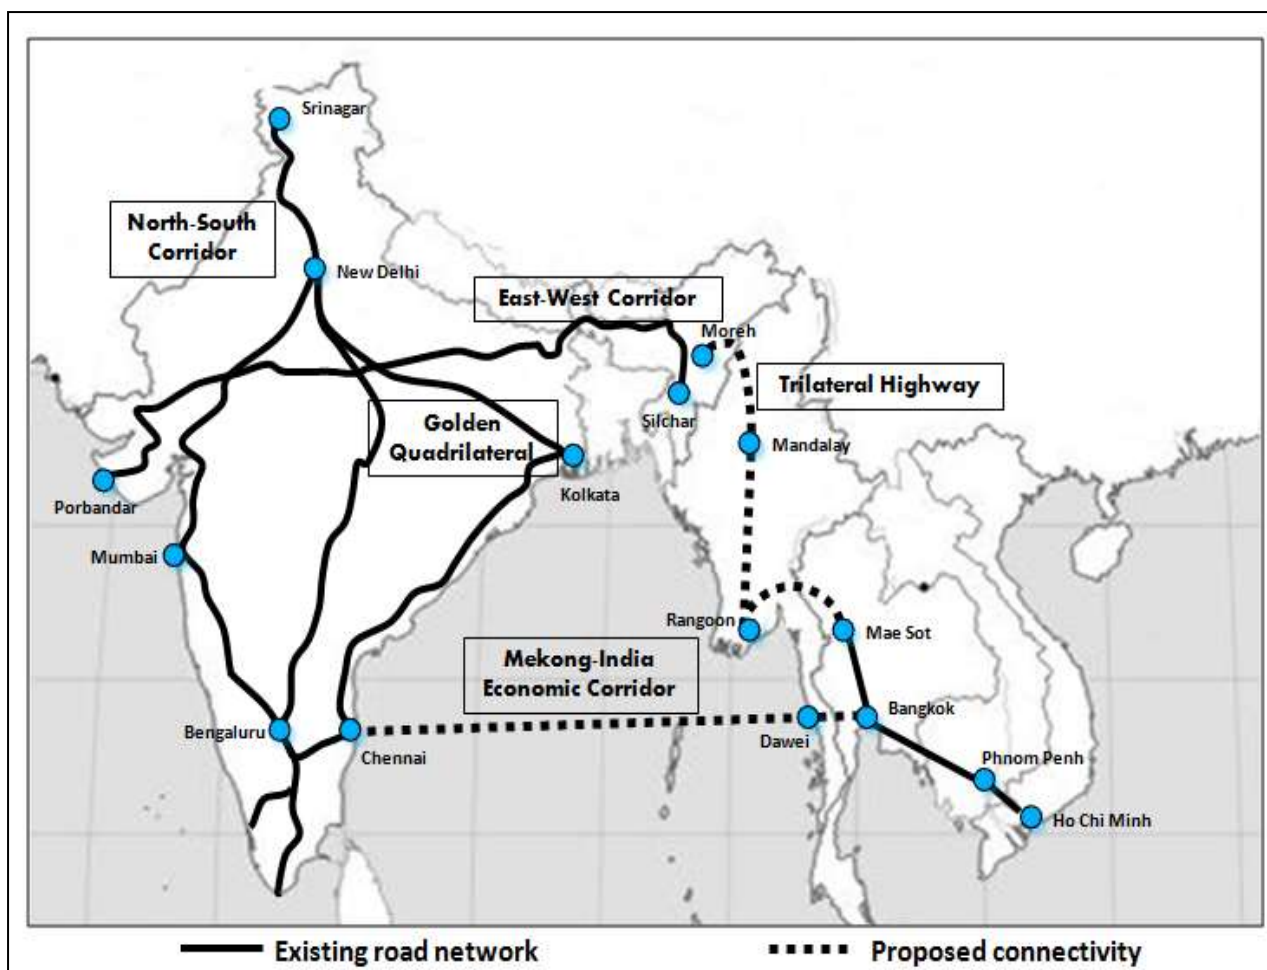 Srinagar
North-South
Corridor
New Delhi
East-West Corridor
Moreh
Trilateral Highway
Golden
Quadrilateral
Silchar
Mandalay
Kolkata
Porbandar
Mumbai
Rangoon
Mae Sot
Mekong-India
Economic Corridor
Bengaluru
Chennai
Dawei
Bangkok
Phnom Penh
Ho Chi Minh
Existing road network
Proposed connectivity